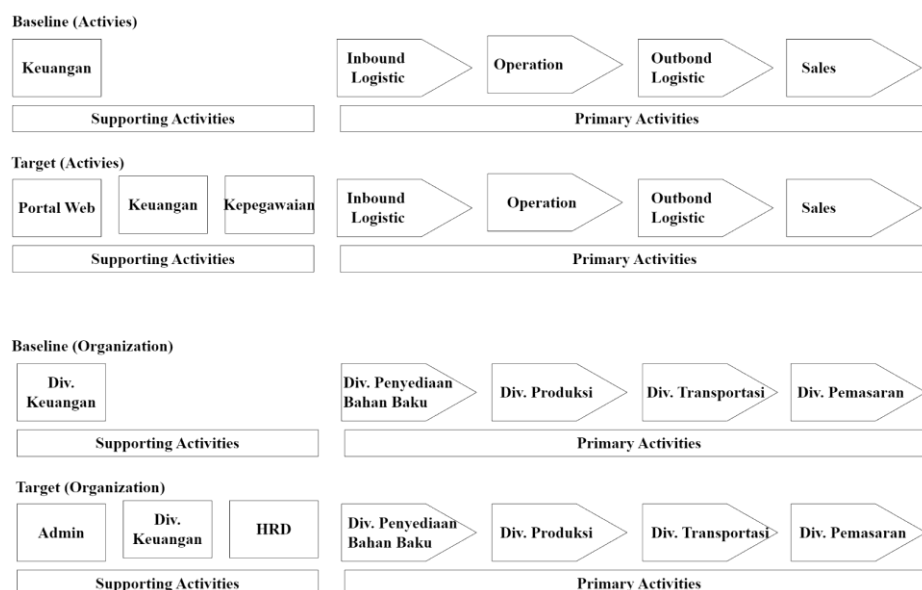 Baseline (Activies)
Keuangan
Inbound
Logistic
Operation
Outbond
Logistic
Sales
Supporting Activities
Primary Activities
Target (Activies)
Portal Web
Keuangan
Kepegawaian
Inbound
Logistic
Operation
Outbond
Logistic
Sales
Supporting Activities
Primary Activities
Baseline (Organization)
Div.
Keuangan
Div. Penyediaan
Bahan Baku
Div. Produksi
Div. Transportasi
Div. Pemasaran
Supporting Activities
Primary Activities
Target (Organization)
Admin
Div.
Keuangan
HRD
Div. Penyediaan
Bahan Baku
Div. Produksi
Div. Transportasi
Div. Pemasaran
Supporting Activities
Primary Activities